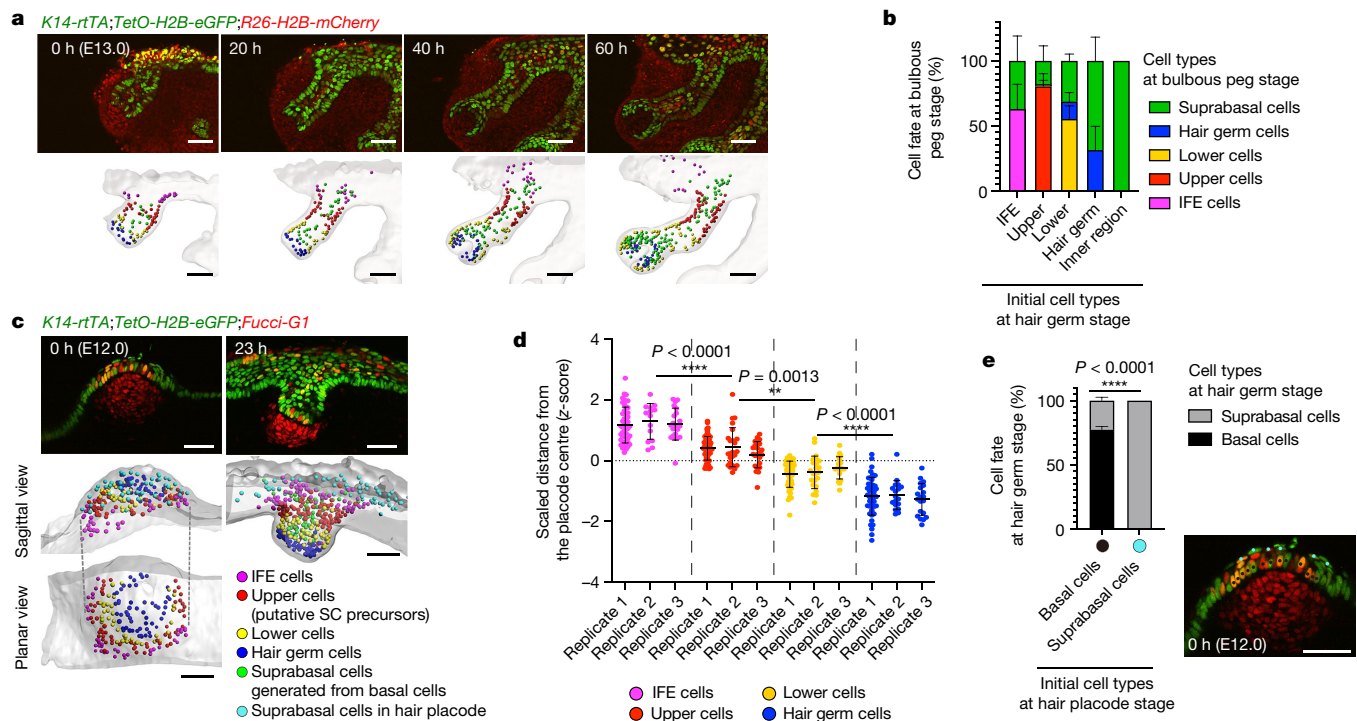 a
K14-rtTA;TetO-H2B-eGFP;R26-H2B-mCherry
0 h (E13.0)
20 h
40 h
60 h
b
Cell fate at bulbous
peg stage (%)
100
50
0
IFE
Upper
Lower
Hair germ
Inner region
Initial cell types
at hair germ stage
Cell types
at bulbous peg stage
Suprabasal cells
Hair germ cells
Lower cells
Upper cells
IFE cells
c
K14-rtTA;TetO-H2B-eGFP;Fucci-G1
0 h (E12.0)
23 h
Sagittal view
Planar view
IFE cells
Upper cells
(putative SC precursors)
Lower cells
Hair germ cells
Suprabasal cells
generated from basal cells
Suprabasal cells in hair placode
d
Scaled distance from
the placode centre (z-score)
4
2
0
−2
−4
P < 0.0001
****
P = 0.0013
**
P < 0.0001
****
Replicate 1
Replicate 2
Replicate 3
Replicate 1
Replicate 2
Replicate 3
Replicate 1
Replicate 2
Replicate 3
Replicate 1
Replicate 2
Replicate 3
IFE cells
Upper cells
Lower cells
Hair germ cells
e
P < 0.0001
****
Cell fate
at hair germ stage (%)
100
50
0
Basal cells
Suprabasal cells
Initial cell types
at hair placode stage
Cell types
at hair germ stage
Suprabasal cells
Basal cells
0 h (E12.0)